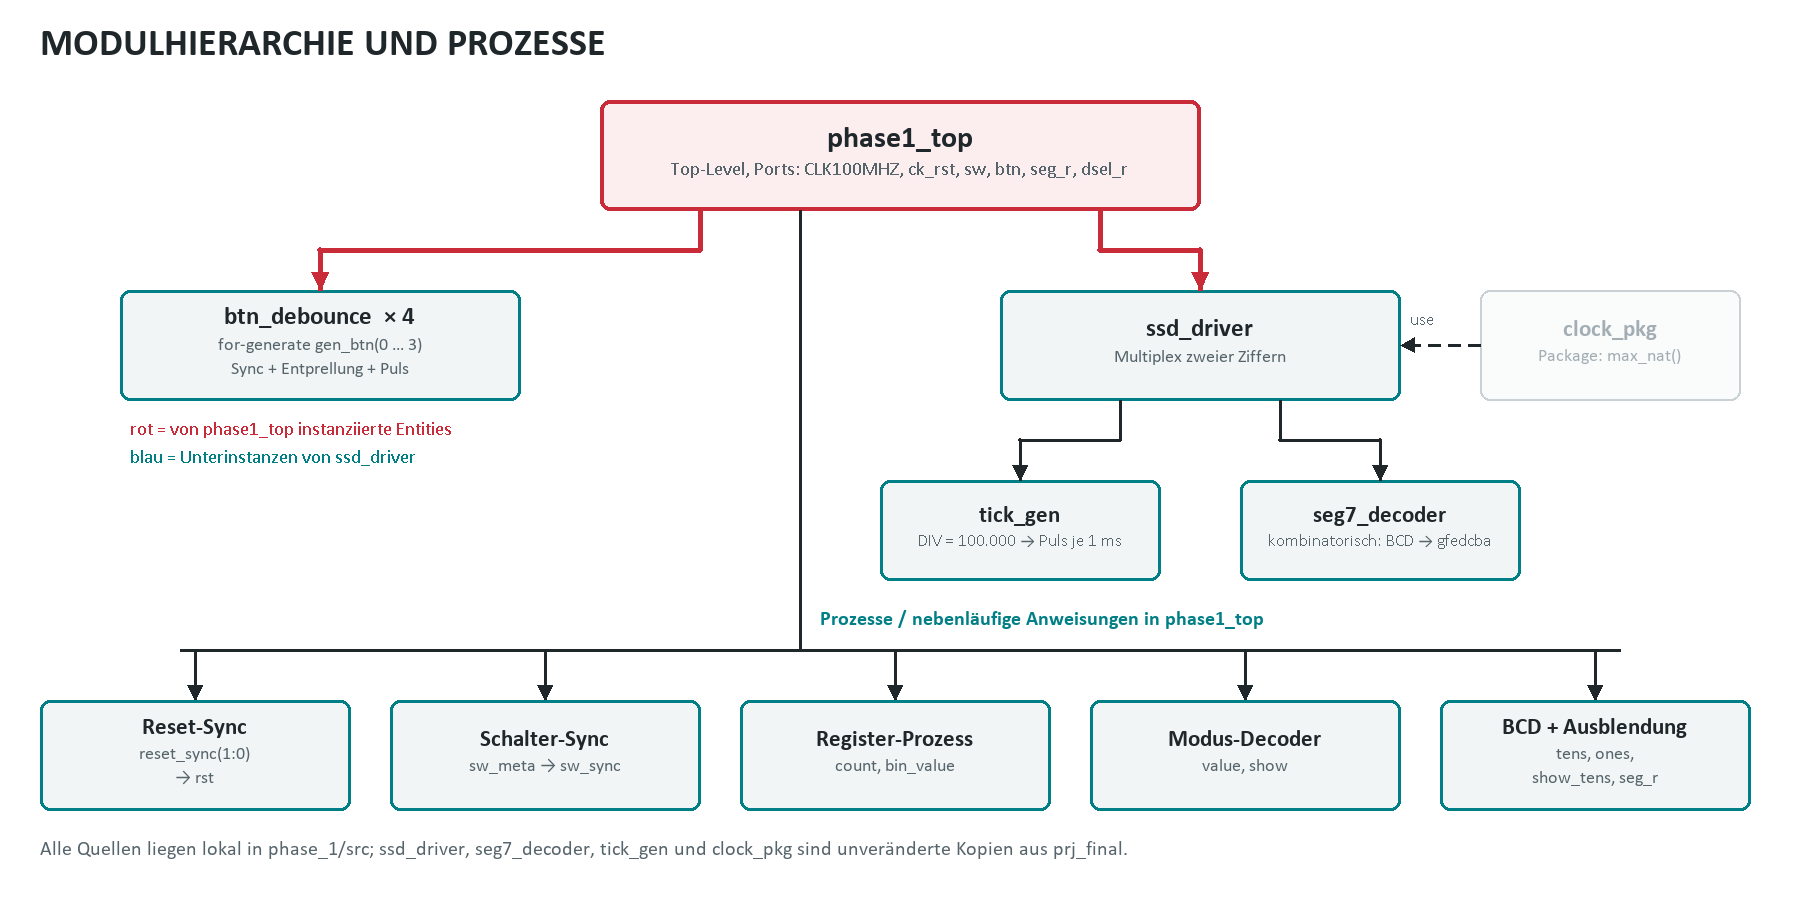 MODULHIERARCHIE UND PROZESSE
phase1_top
Top-Level, Ports: CLK100MHZ, ck_rst, sw, btn, seg_r, dsel_r
btn_debounce × 4
for-generate gen_btn(0 … 3)
Sync + Entprellung + Puls
ssd_driver
Multiplex zweier Ziffern
use
clock_pkg
Package: max_nat()
rot = von phase1_top instanziierte Entities
blau = Unterinstanzen von ssd_driver
tick_gen
DIV = 100.000 → Puls je 1 ms
seg7_decoder
kombinatorisch: BCD → gfedcba
Prozesse / nebenläufige Anweisungen in phase1_top
Reset-Sync
reset_sync(1:0)
→ rst
Schalter-Sync
sw_meta → sw_sync
Register-Prozess
count, bin_value
Modus-Decoder
value, show
BCD + Ausblendung
tens, ones,
show_tens, seg_r
Alle Quellen liegen lokal in phase_1/src; ssd_driver, seg7_decoder, tick_gen und clock_pkg sind unveränderte Kopien aus prj_final.